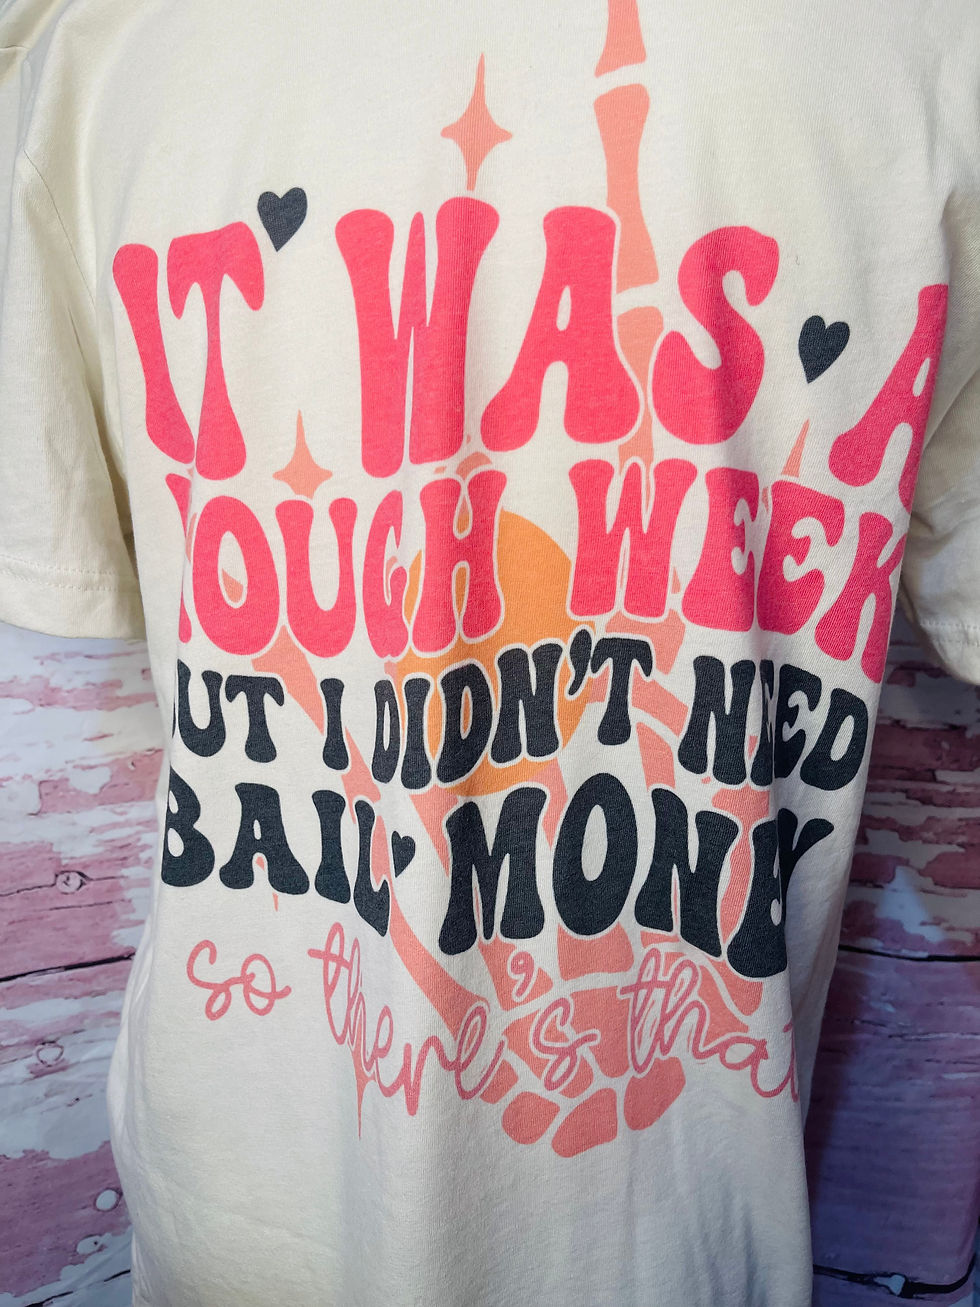 IT WAS A
ROUGH WEEK
BUT I DIDN'T NEED
BAIL MONEY
so there's that